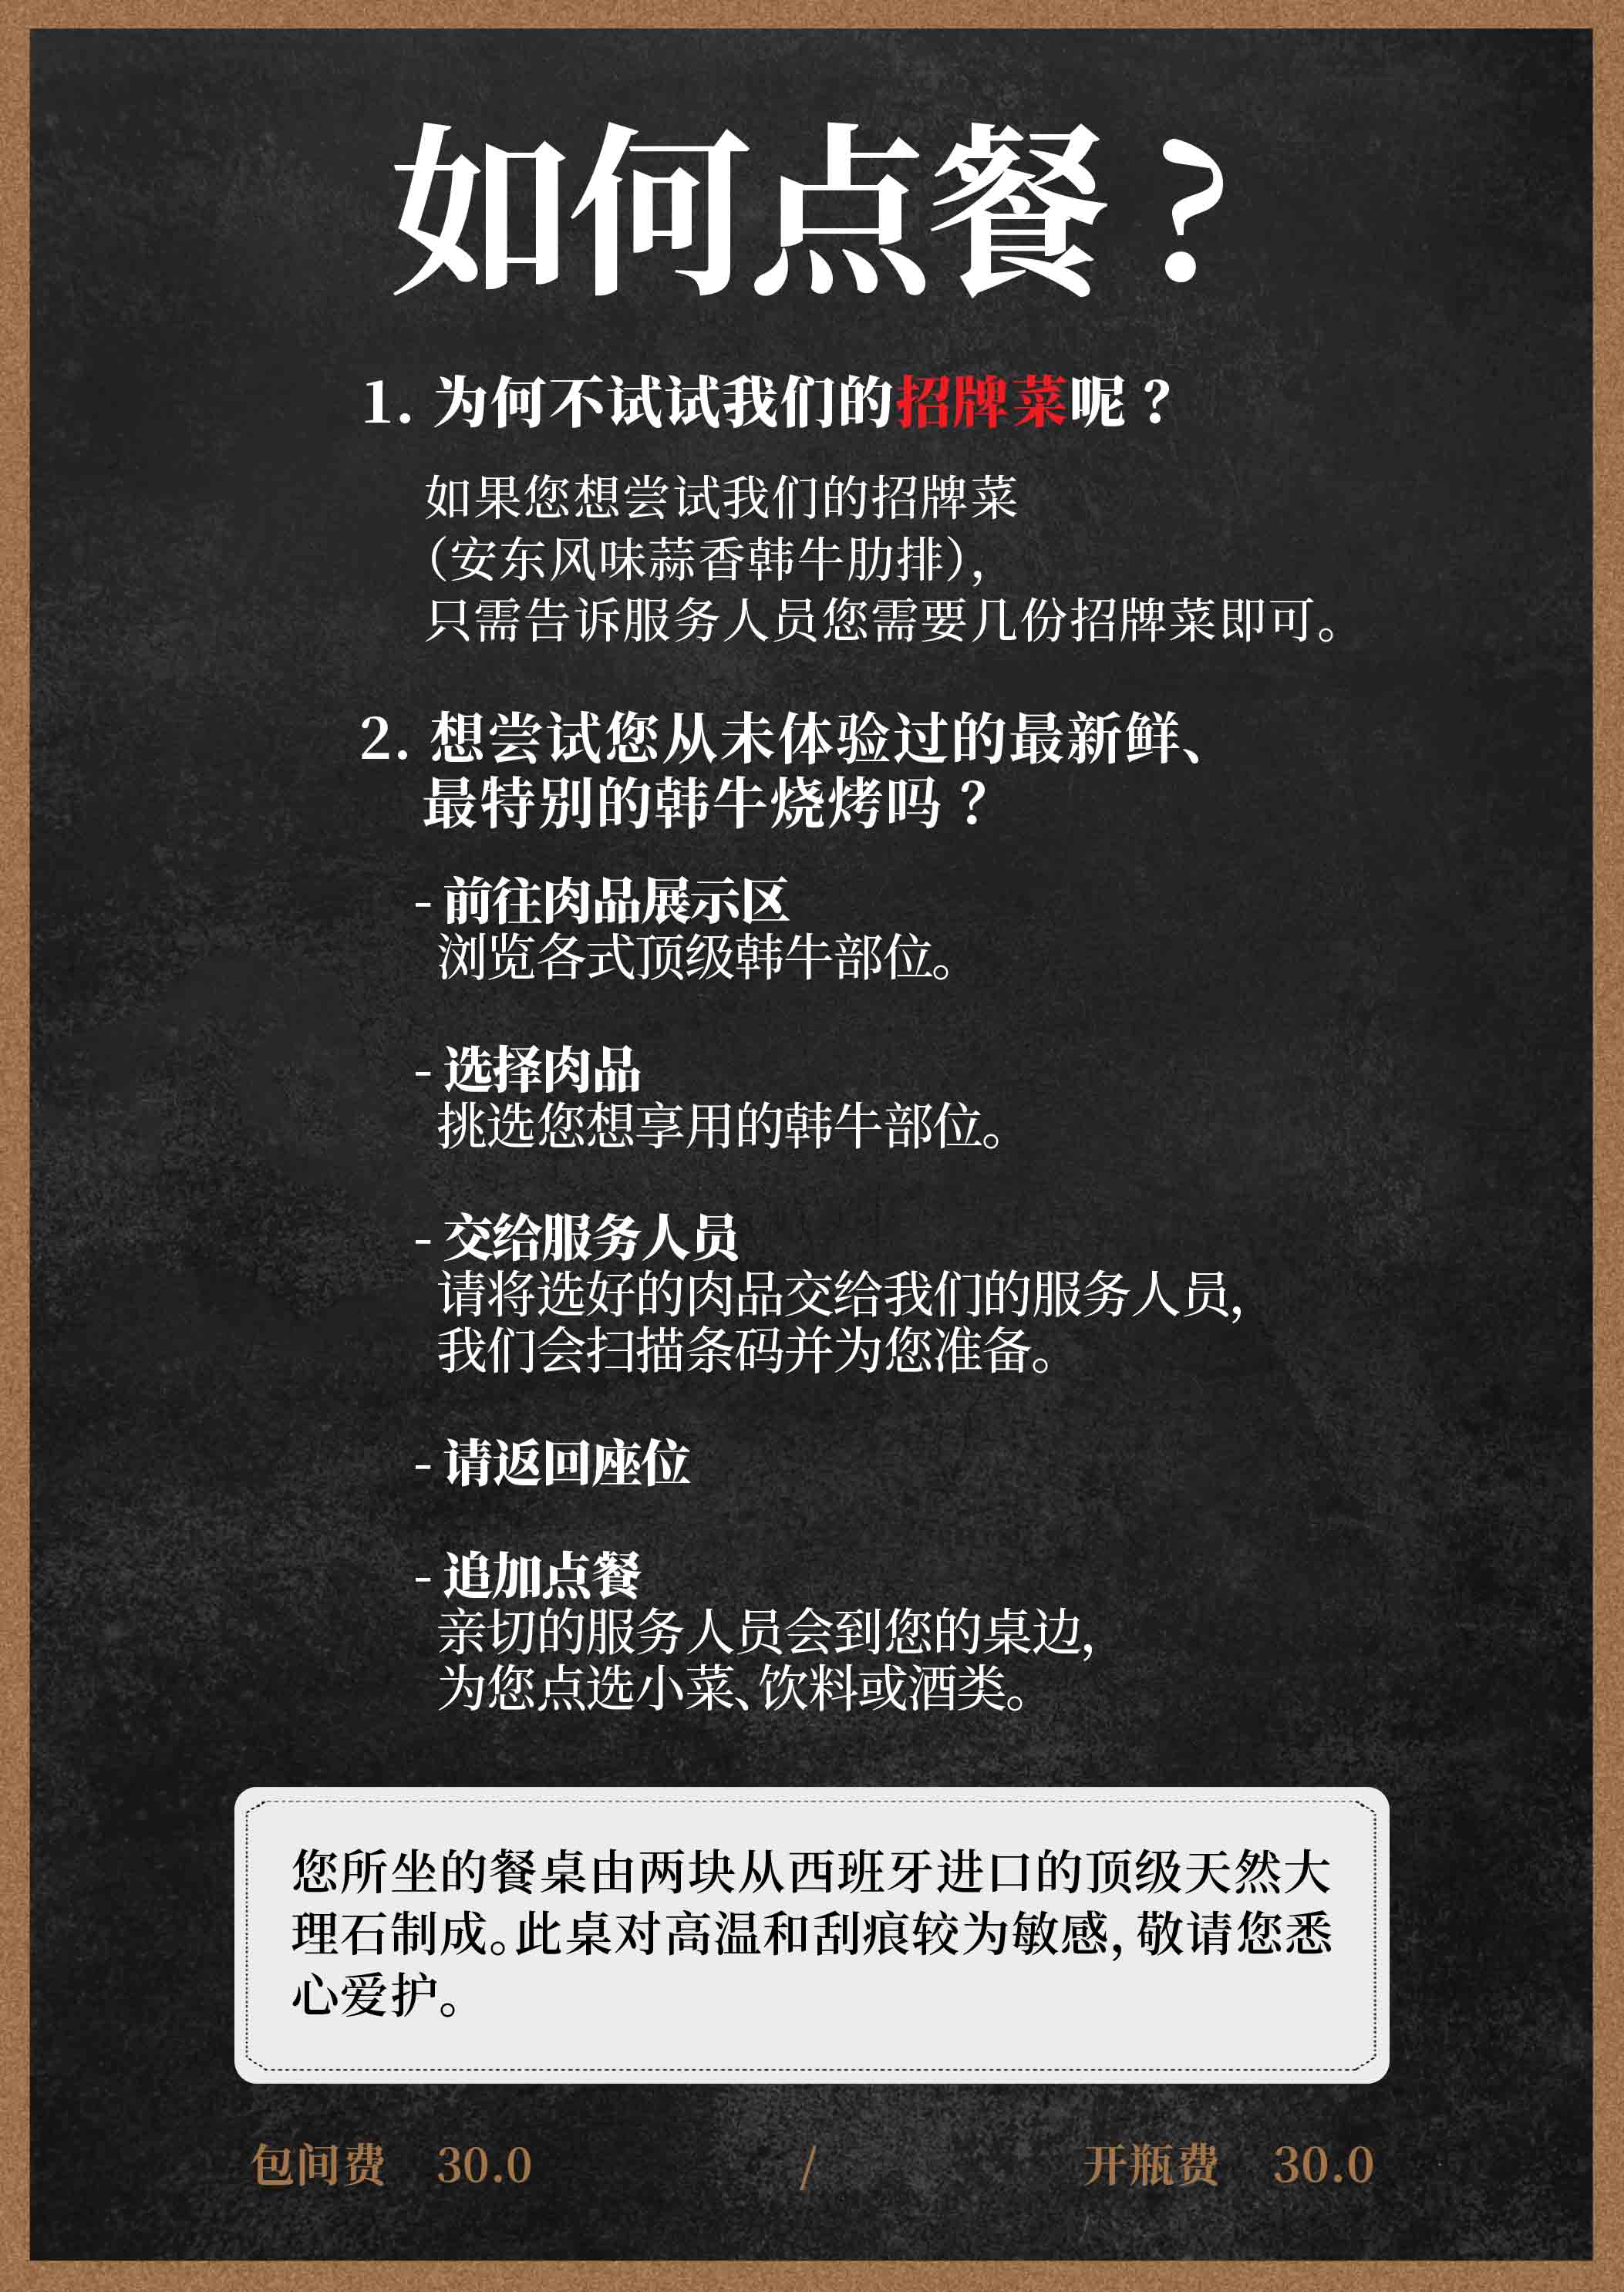 如何点餐？
1. 为何不试试我们的招牌菜呢？
如果您想尝试我们的招牌菜
（安东风味蒜香韩牛肋排），
只需告诉服务人员您需要几份招牌菜即可。
2. 想尝试您从未体验过的最新鲜、
最特别的韩牛烧烤吗？
- 前往肉品展示区
浏览各式顶级韩牛部位。
- 选择肉品
挑选您想享用的韩牛部位。
- 交给服务人员
请将选好的肉品交给我们的服务人员，
我们会扫描条码并为您准备。
- 请返回座位
- 追加点餐
亲切的服务人员会到您的桌边，
为您点选小菜、饮料或酒类。
您所坐的餐桌由两块从西班牙进口的顶级天然大
理石制成。此桌对高温和刮痕较为敏感，敬请您悉
心爱护。
包间费 30.0 / 开瓶费 30.0